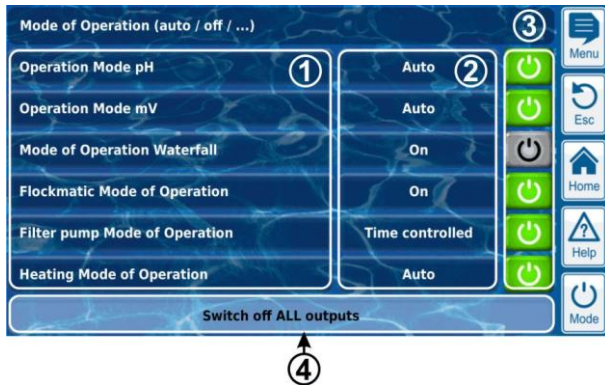 Mode of Operation (auto / off / ...) 3
Menu
Operation Mode pH 1 Auto 2
Operation Mode mV Auto
Esc
Mode of Operation Waterfall On
Home
Flockmatic Mode of Operation On
Filter pump Mode of Operation Time controlled
? Help
Heating Mode of Operation Auto
Switch off ALL outputs
Mode
4